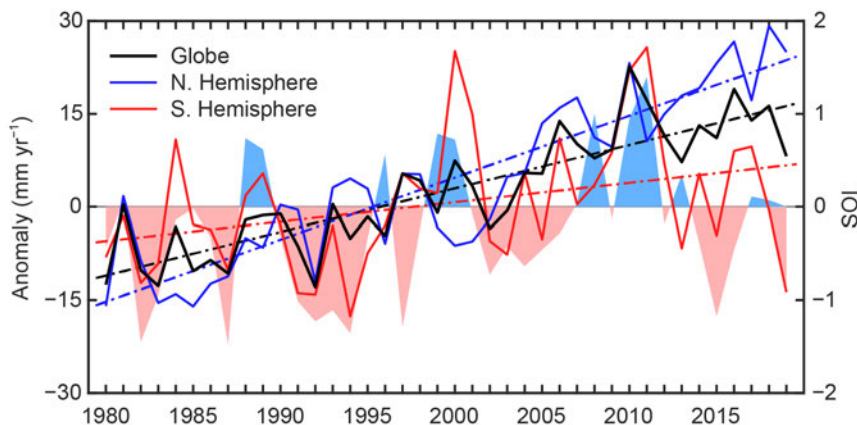 30
15
0
−15
−30
Anomaly (mm yr−1)
Globe
N. Hemisphere
S. Hemisphere
2
1
0
−1
−2
SOI
1980 1985 1990 1995 2000 2005 2010 2015